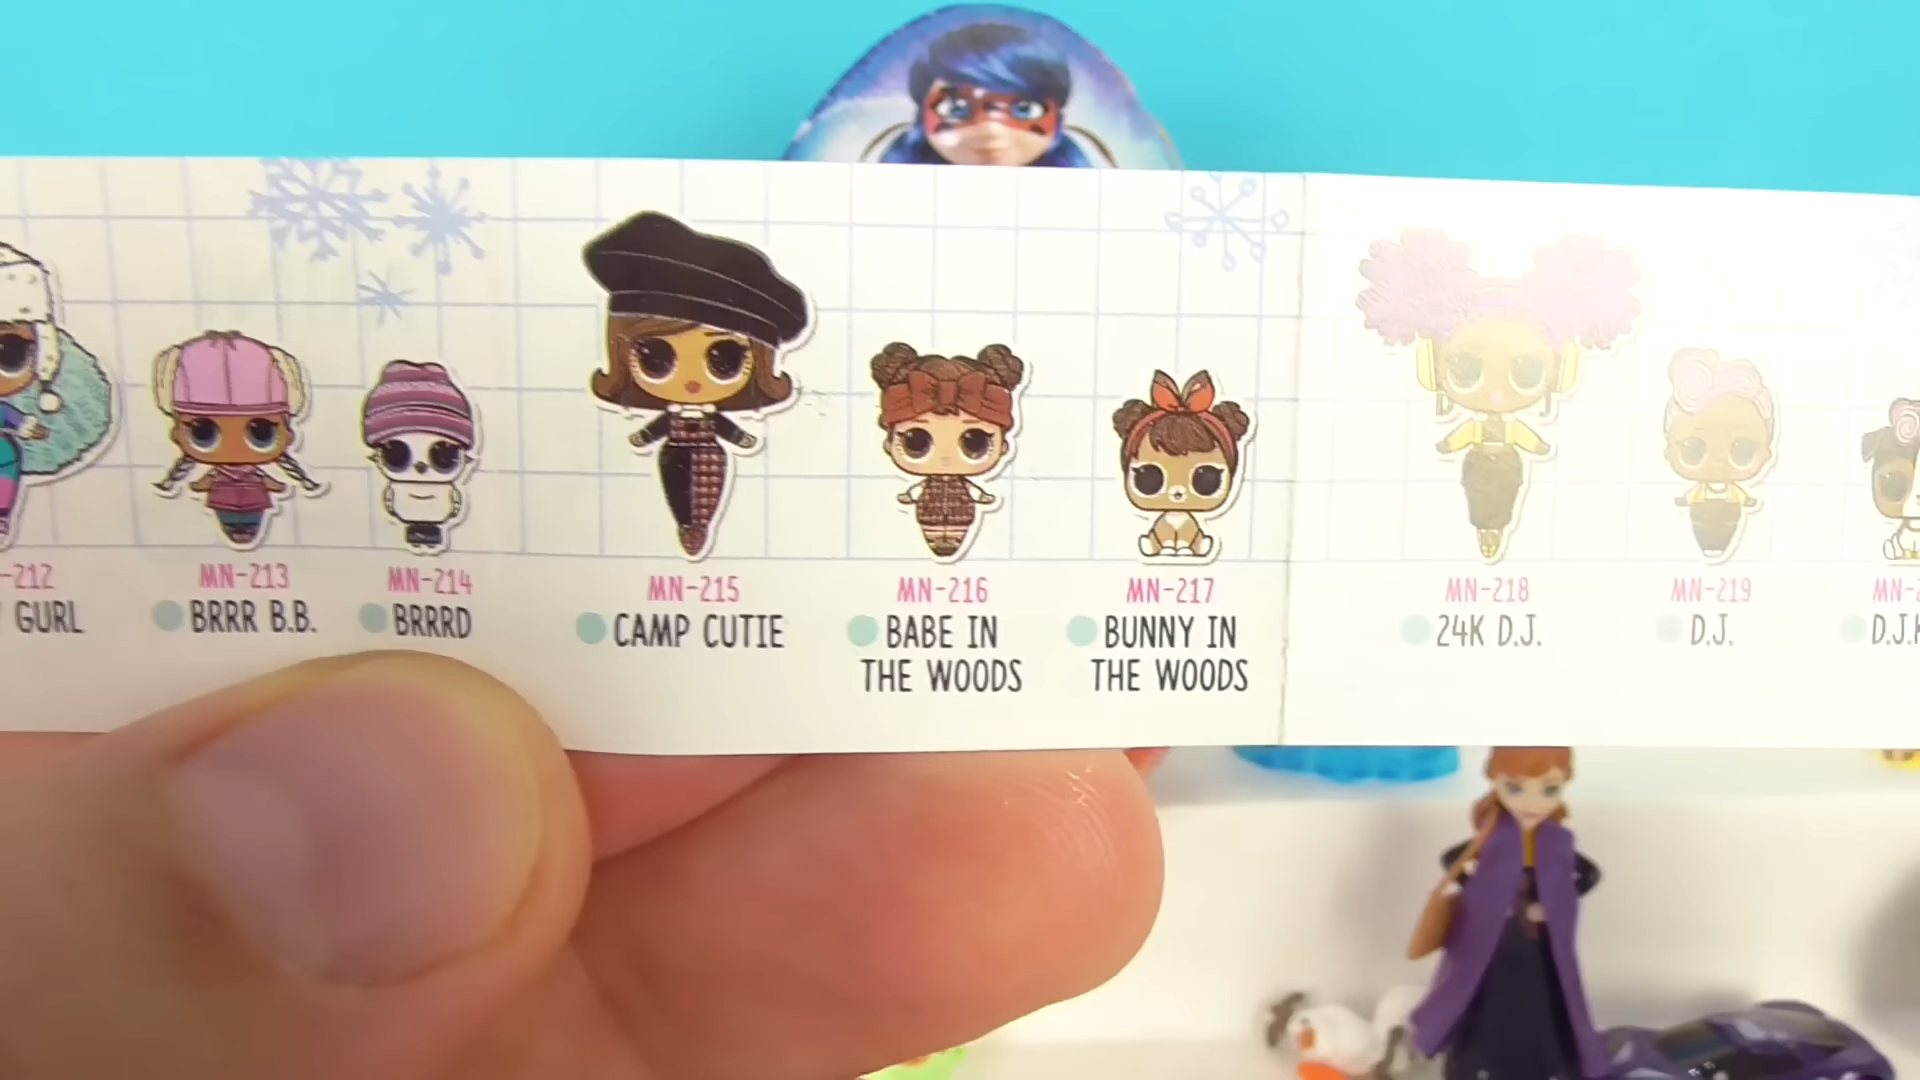 -212
GURL
MN-213
BRRR B.B.
MN-214
BRRRD
MN-215
CAMP CUTIE
MN-216
BABE IN
THE WOODS
MN-217
BUNNY IN
THE WOODS
MN-218
24K D.J.
MN-219
D.J.
MN-
D.J.